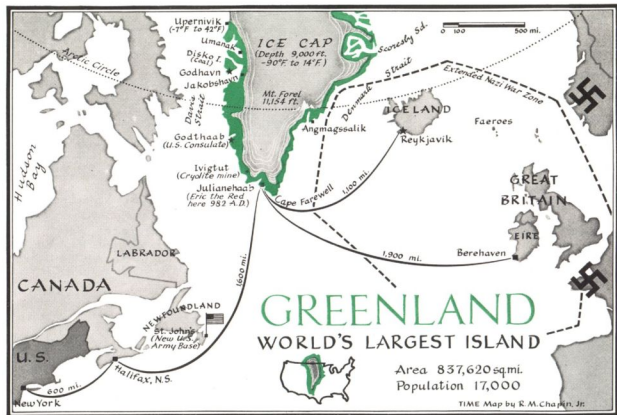 Upernivik
(-7°F. to 42°F)
Umanak
Disko I.
(Coal)
Godhavn
Jakobshavn
Arctic Circle
Davis Strait
ICE CAP
(Depth 9,000 ft.
-90°F. to 14°F.)
Mt. Forel
11,154 ft.
Scoresby Sd.
0 100 500 mi.
Denmark Strait
Extended Nazi War Zone
ICELAND
Reykjavik
Faeroes
Angmagssalik
Godthaab
(U.S. Consulate)
Ivigtut
(Cryolite mine)
Julianehaab
(Eric the Red
here 982 A.D.)
Cape Farewell
1,100 mi.
1,900 mi.
1600 mi.
GREAT
BRITAIN
EIRE
Berehaven
Hudson Bay
LABRADOR
CANADA
NEWFOUNDLAND
St. John's
(New U.S.
Army Base)
U.S.
Halifax, N.S.
600 mi.
New York
GREENLAND
WORLD'S LARGEST ISLAND
Area 837,620 sq.mi.
Population 17,000
TIME Map by R.M. Chapin, Jr.